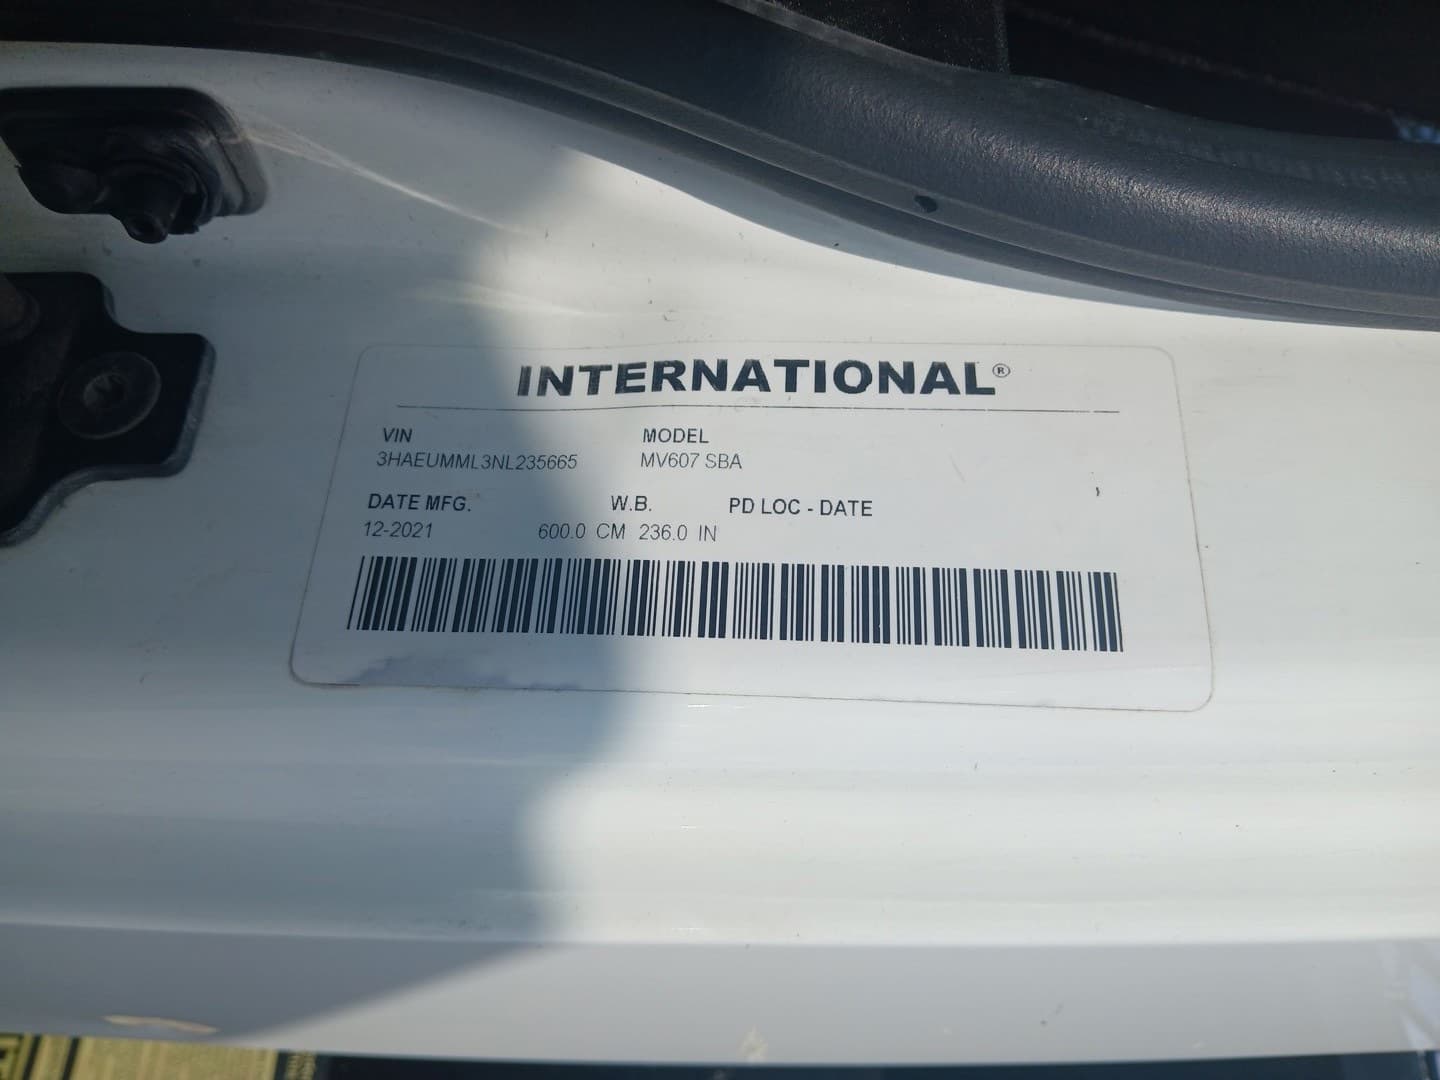 INTERNATIONAL®
VIN MODEL
3HAEUMML3NL235665 MV607 SBA
DATE MFG. W.B. PD LOC - DATE
12-2021 600.0 CM 236.0 IN